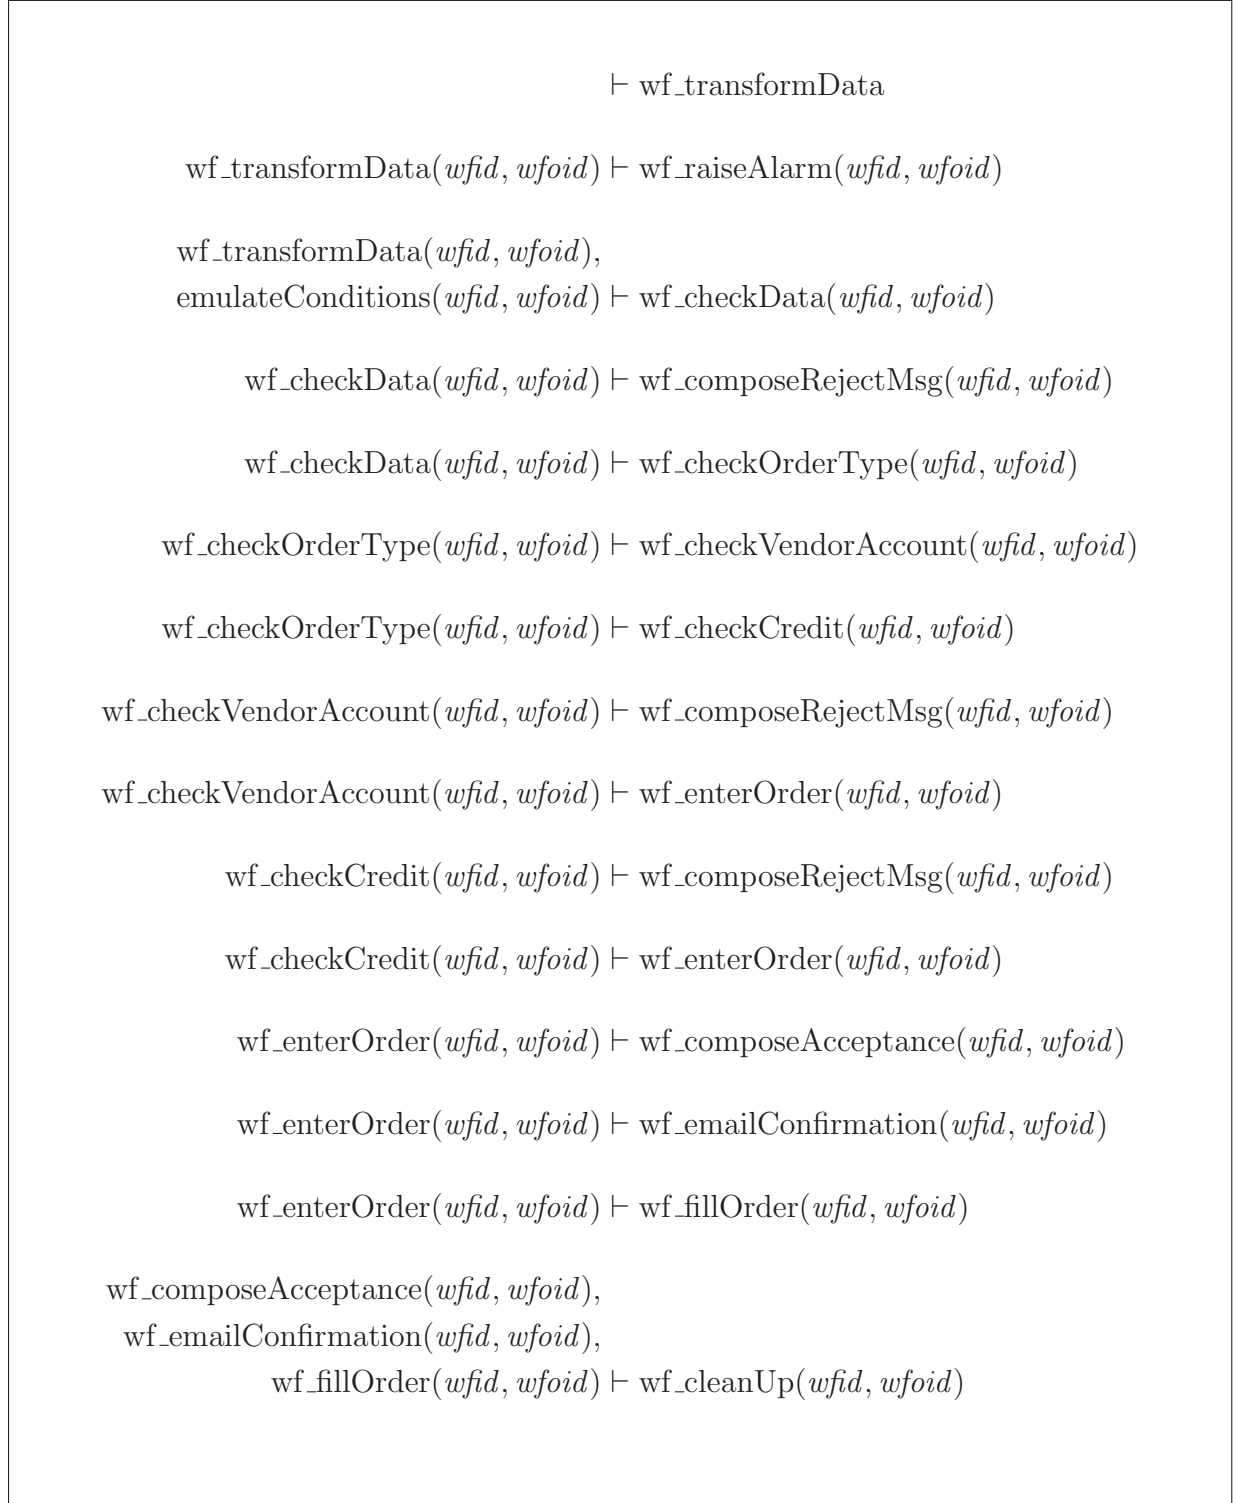 ⊢ wf_transformData
wf_transformData(wfid, wfoid) ⊢ wf_raiseAlarm(wfid, wfoid)
wf_transformData(wfid, wfoid),
emulateConditions(wfid, wfoid) ⊢ wf_checkData(wfid, wfoid)
wf_checkData(wfid, wfoid) ⊢ wf_composeRejectMsg(wfid, wfoid)
wf_checkData(wfid, wfoid) ⊢ wf_checkOrderType(wfid, wfoid)
wf_checkOrderType(wfid, wfoid) ⊢ wf_checkVendorAccount(wfid, wfoid)
wf_checkOrderType(wfid, wfoid) ⊢ wf_checkCredit(wfid, wfoid)
wf_checkVendorAccount(wfid, wfoid) ⊢ wf_composeRejectMsg(wfid, wfoid)
wf_checkVendorAccount(wfid, wfoid) ⊢ wf_enterOrder(wfid, wfoid)
wf_checkCredit(wfid, wfoid) ⊢ wf_composeRejectMsg(wfid, wfoid)
wf_checkCredit(wfid, wfoid) ⊢ wf_enterOrder(wfid, wfoid)
wf_enterOrder(wfid, wfoid) ⊢ wf_composeAcceptance(wfid, wfoid)
wf_enterOrder(wfid, wfoid) ⊢ wf_emailConfirmation(wfid, wfoid)
wf_enterOrder(wfid, wfoid) ⊢ wf_fillOrder(wfid, wfoid)
wf_composeAcceptance(wfid, wfoid),
wf_emailConfirmation(wfid, wfoid),
wf_fillOrder(wfid, wfoid) ⊢ wf_cleanUp(wfid, wfoid)